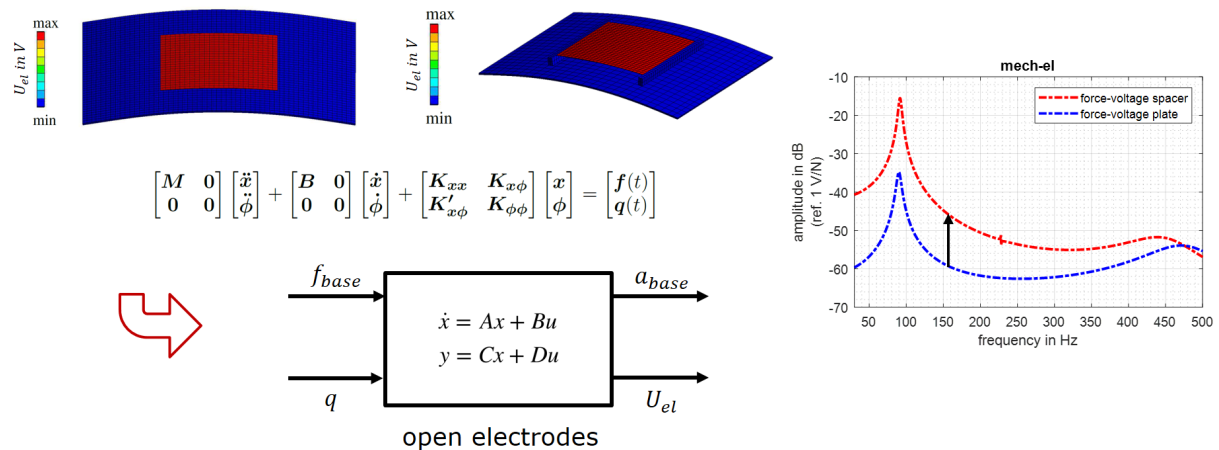 max
U_el in V
min
max
U_el in V
min
[M 0; 0 0] [ẍ; ϕ̈] + [B 0; 0 0] [ẋ; ϕ̇] + [K_xx K_xϕ; K'_xϕ K_ϕϕ] [x; ϕ] = [f(t); q(t)]
f_base
a_base
ẋ = Ax + Bu
y = Cx + Du
q
U_el
open electrodes
mech-el
force-voltage spacer
force-voltage plate
amplitude in dB
(ref. 1 V/N)
-10
-20
-30
-40
-50
-60
-70
50 100 150 200 250 300 350 400 450 500
frequency in Hz